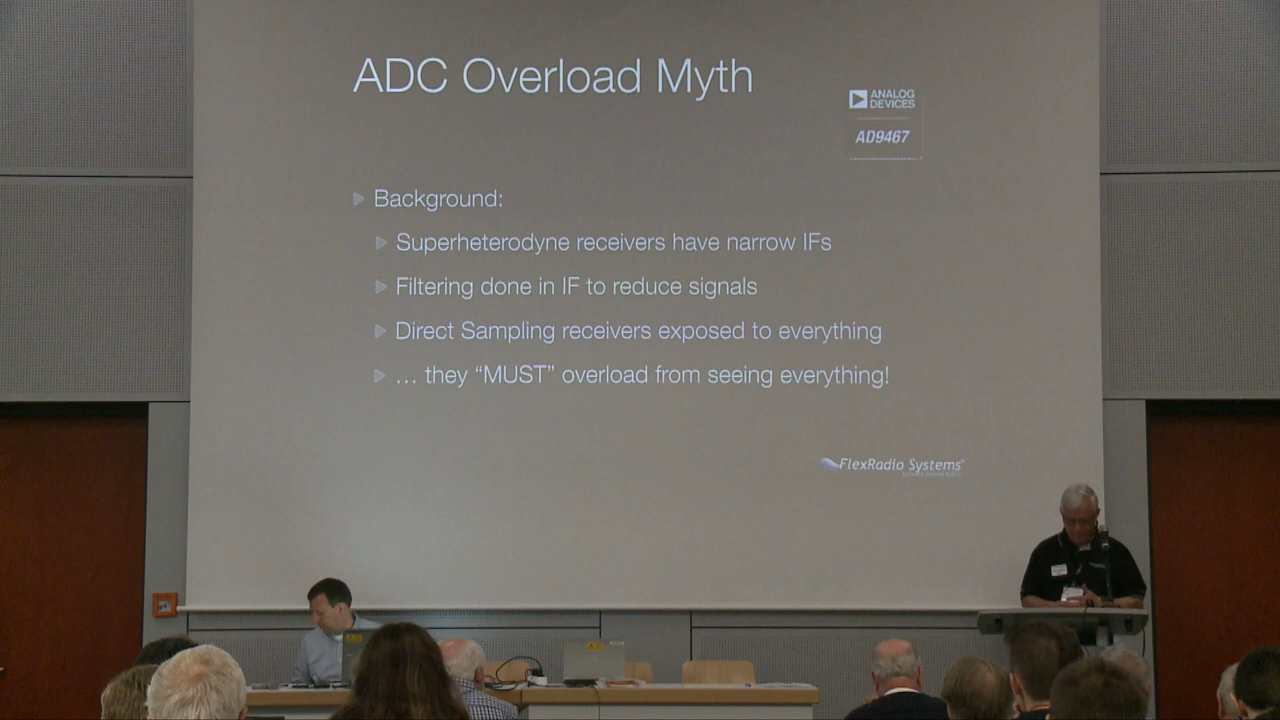 ADC Overload Myth
ANALOG
DEVICES
AD9467
Background:
Superheterodyne receivers have narrow IFs
Filtering done in IF to reduce signals
Direct Sampling receivers exposed to everything
… they “MUST” overload from seeing everything!
FlexRadio Systems